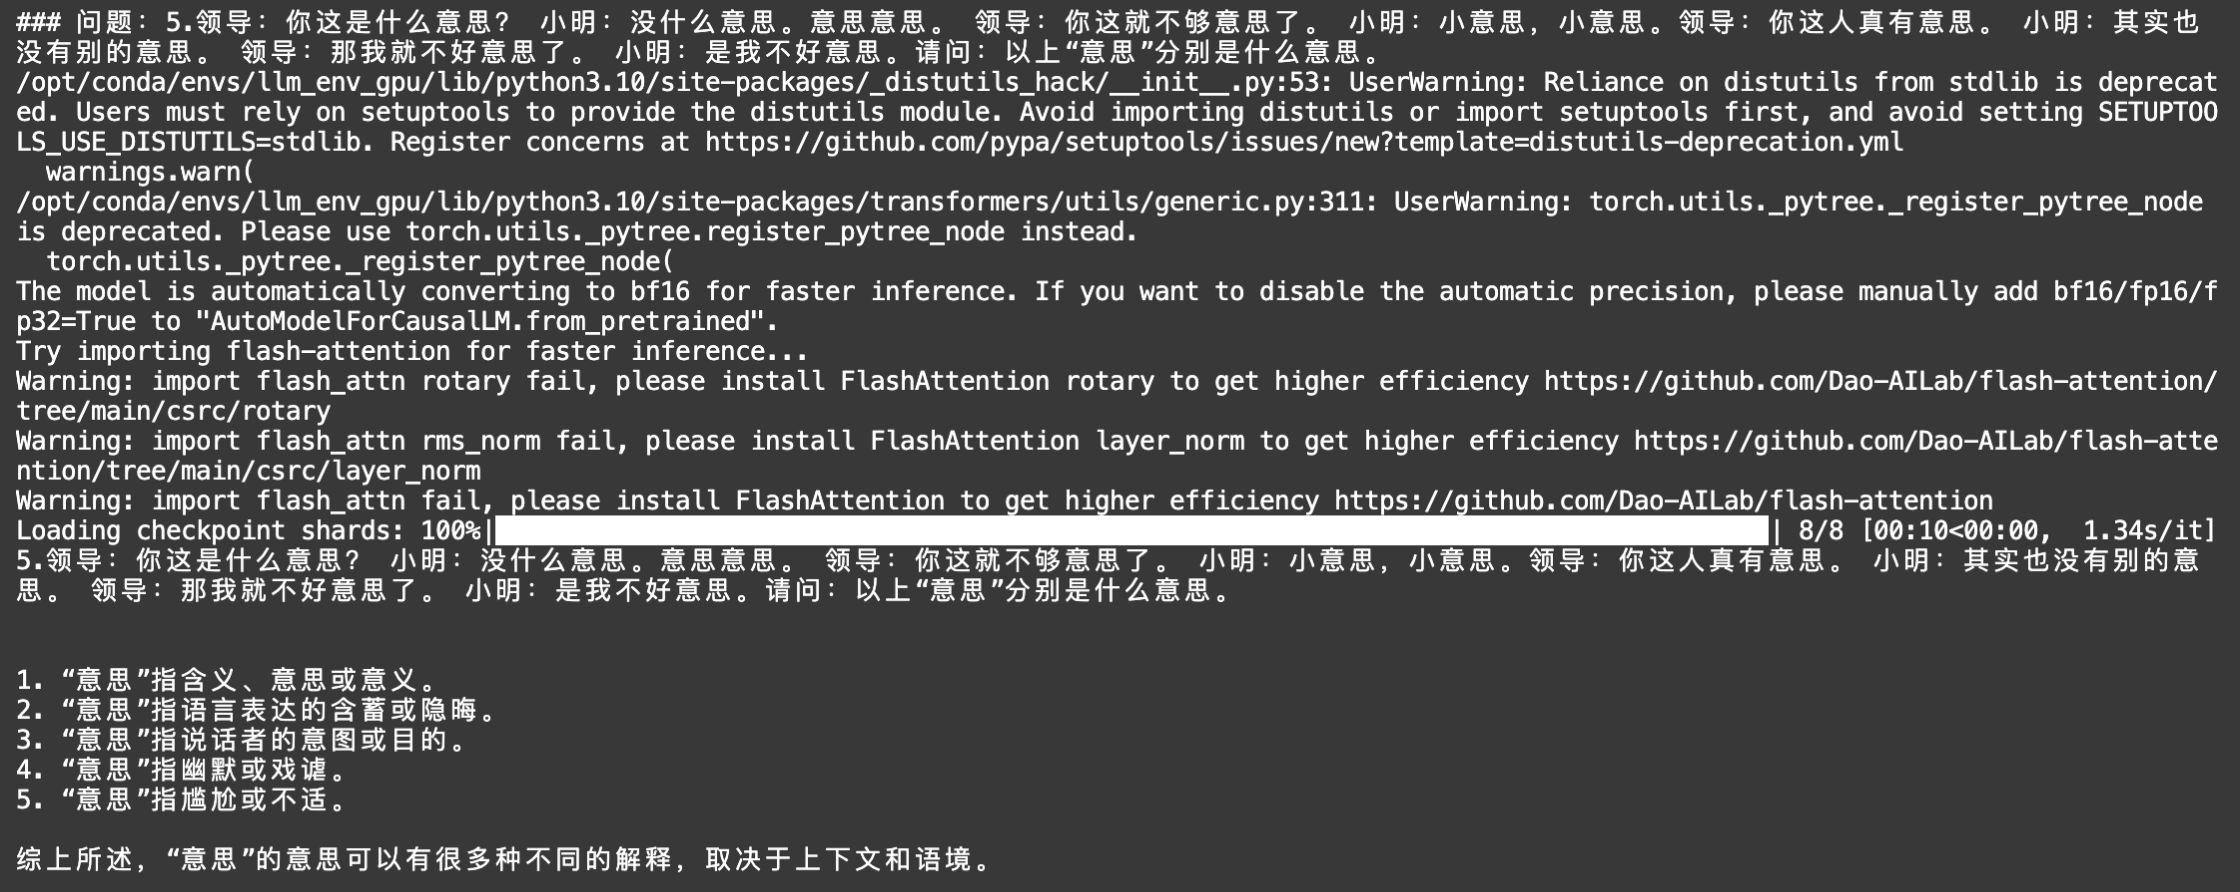 ### 问题：5.领导：你这是什么意思？ 小明：没什么意思。意思意思。 领导：你这就不够意思了。 小明：小意思，小意思。领导：你这人真有意思。 小明：其实也
没有别的意思。 领导：那我就不好意思了。 小明：是我不好意思。请问：以上“意思”分别是什么意思。
/opt/conda/envs/llm_env_gpu/lib/python3.10/site-packages/_distutils_hack/__init__.py:53: UserWarning: Reliance on distutils from stdlib is deprecat
ed. Users must rely on setuptools to provide the distutils module. Avoid importing distutils or import setuptools first, and avoid setting SETUPTOO
LS_USE_DISTUTILS=stdlib. Register concerns at https://github.com/pypa/setuptools/issues/new?template=distutils-deprecation.yml
  warnings.warn(
/opt/conda/envs/llm_env_gpu/lib/python3.10/site-packages/transformers/utils/generic.py:311: UserWarning: torch.utils._pytree._register_pytree_node
is deprecated. Please use torch.utils._pytree.register_pytree_node instead.
  torch.utils._pytree._register_pytree_node(
The model is automatically converting to bf16 for faster inference. If you want to disable the automatic precision, please manually add bf16/fp16/f
p32=True to "AutoModelForCausalLM.from_pretrained".
Try importing flash-attention for faster inference...
Warning: import flash_attn rotary fail, please install FlashAttention rotary to get higher efficiency https://github.com/Dao-AILab/flash-attention/
tree/main/csrc/rotary
Warning: import flash_attn rms_norm fail, please install FlashAttention layer_norm to get higher efficiency https://github.com/Dao-AILab/flash-atte
ntion/tree/main/csrc/layer_norm
Warning: import flash_attn fail, please install FlashAttention to get higher efficiency https://github.com/Dao-AILab/flash-attention
Loading checkpoint shards: 100%|| 8/8 [00:10<00:00,  1.34s/it]
5.领导：你这是什么意思？ 小明：没什么意思。意思意思。 领导：你这就不够意思了。 小明：小意思，小意思。领导：你这人真有意思。 小明：其实也没有别的意
思。 领导：那我就不好意思了。 小明：是我不好意思。请问：以上“意思”分别是什么意思。
1. “意思”指含义、意思或意义。
2. “意思”指语言表达的含蓄或隐晦。
3. “意思”指说话者的意图或目的。
4. “意思”指幽默或戏谑。
5. “意思”指尴尬或不适。
综上所述，“意思”的意思可以有很多种不同的解释，取决于上下文和语境。